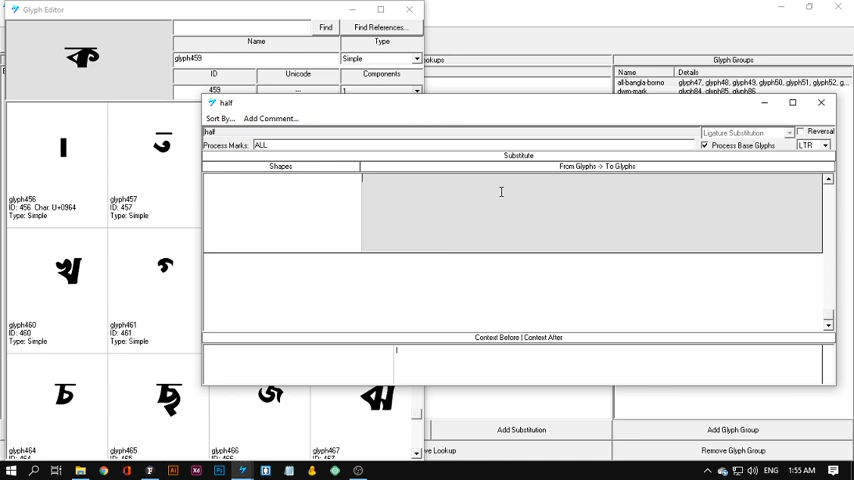 Glyph Editor
Find
Find References...
Name
Type
glyph459
Simple
ID
Unicode
Components
459
---
1
ookups
Glyph Groups
Name
Details
all-bangla-borno
glyph47, glyph48, glyph49, glyph50, glyph51, glyph52, g...
glyph84, glyph85, glyph86
half
Sort By...
Add Comment...
half
Ligature Substitution
Reversal
Process Marks:
ALL
Process Base Glyphs
LTR
Substitute
Shapes
From Glyphs -> To Glyphs
Context Before | Context After
ক
।
glyph456
ID: 456 Char: U+0964
Type: Simple
glyph457
ID: 457
Type: Simple
খ
glyph460
ID: 460
Type: Simple
glyph461
ID: 461
Type: Simple
চ
ছ
জ
ঝ
glyph464
glyph465
glyph466
glyph467
Add Substitution
Add Glyph Group
ve Lookup
Remove Glyph Group
ENG
1:55 AM